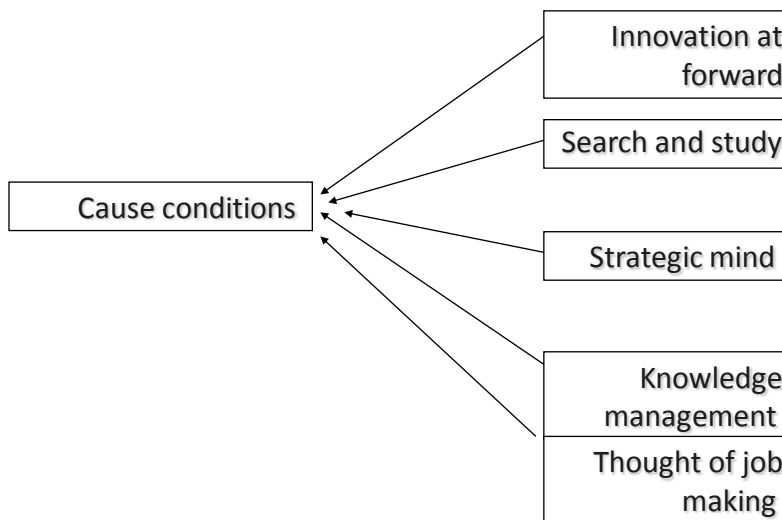 Innovation at
forward
Search and study
Cause conditions
Strategic mind
Knowledge
management
Thought of job
making